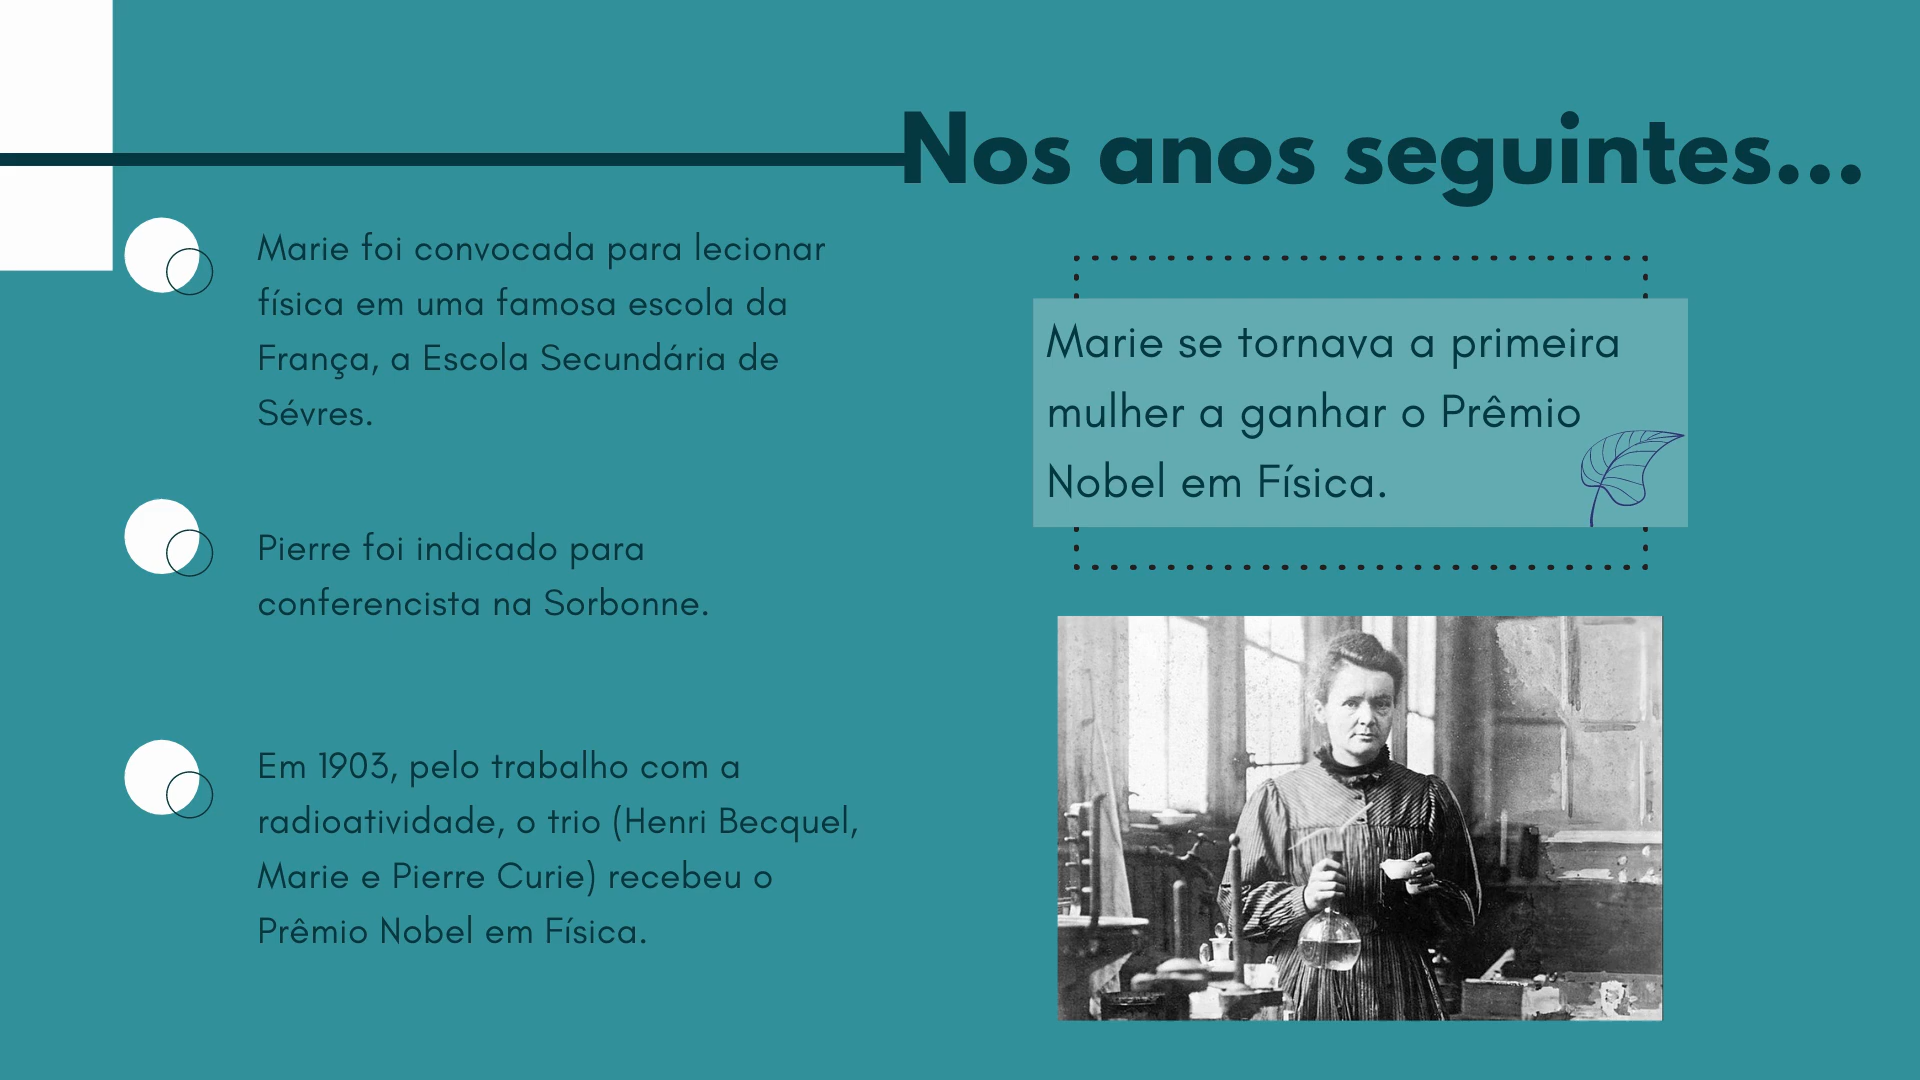 Nos anos seguintes...
Marie foi convocada para lecionar
física em uma famosa escola da
França, a Escola Secundária de
Sévres.
Pierre foi indicado para
conferencista na Sorbonne.
Em 1903, pelo trabalho com a
radioatividade, o trio (Henri Becquel,
Marie e Pierre Curie) recebeu o
Prêmio Nobel em Física.
Marie se tornava a primeira
mulher a ganhar o Prêmio
Nobel em Física.